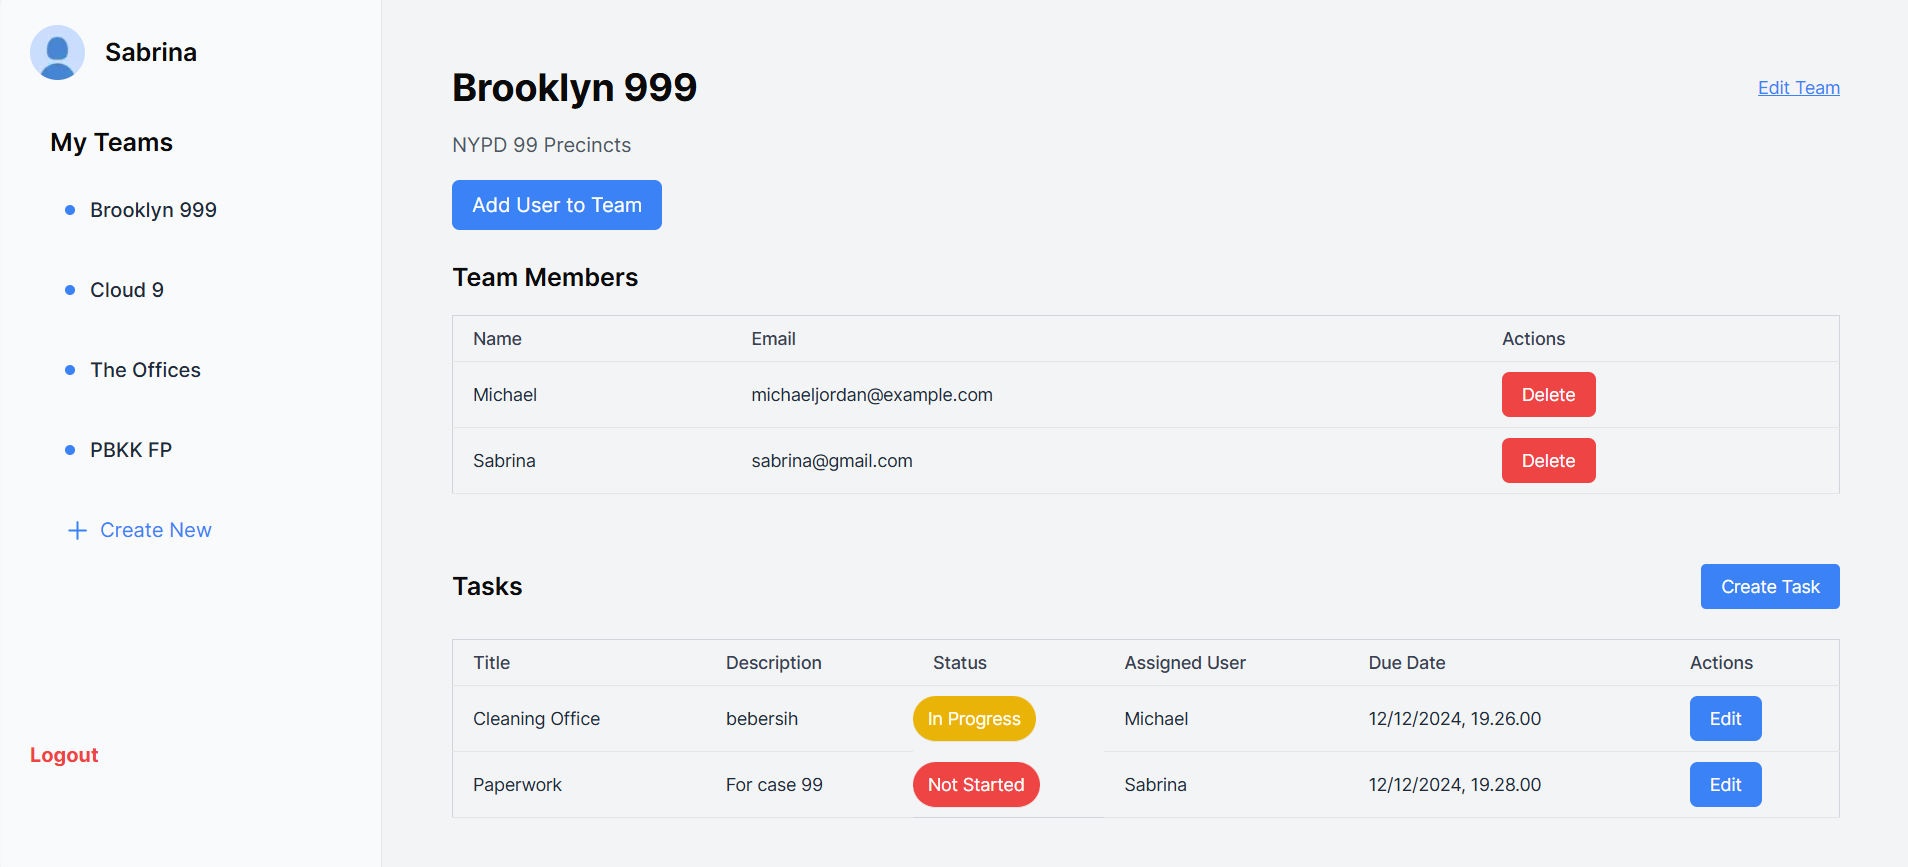 Sabrina
My Teams
Brooklyn 999
Cloud 9
The Offices
PBKK FP
Create New
Logout
Brooklyn 999
Edit Team
NYPD 99 Precincts
Add User to Team
Team Members
Name Email Actions
Michael michaeljordan@example.com Delete
Sabrina sabrina@gmail.com Delete
Tasks
Create Task
Title Description Status Assigned User Due Date Actions
Cleaning Office bebersih In Progress Michael 12/12/2024, 19.26.00 Edit
Paperwork For case 99 Not Started Sabrina 12/12/2024, 19.28.00 Edit